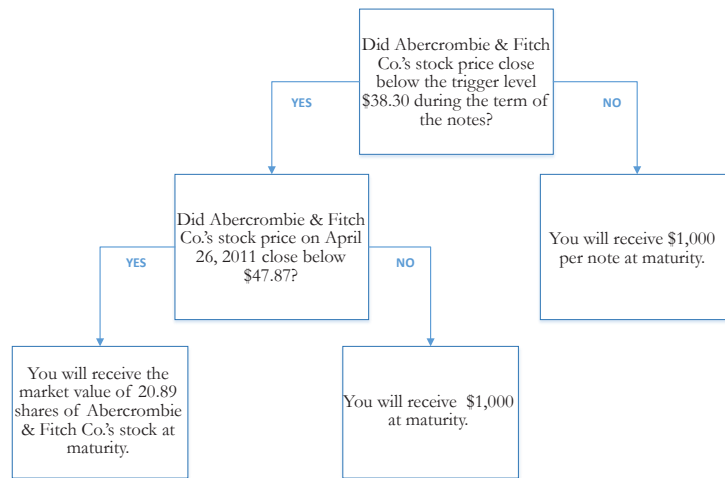 Did Abercrombie & Fitch
Co.'s stock price close
below the trigger level
$38.30 during the term of
the notes?
YES
NO
Did Abercrombie & Fitch
Co.'s stock price on April
26, 2011 close below
$47.87?
You will receive $1,000
per note at maturity.
YES
NO
You will receive the
market value of 20.89
shares of Abercrombie
& Fitch Co.'s stock at
maturity.
You will receive $1,000
at maturity.